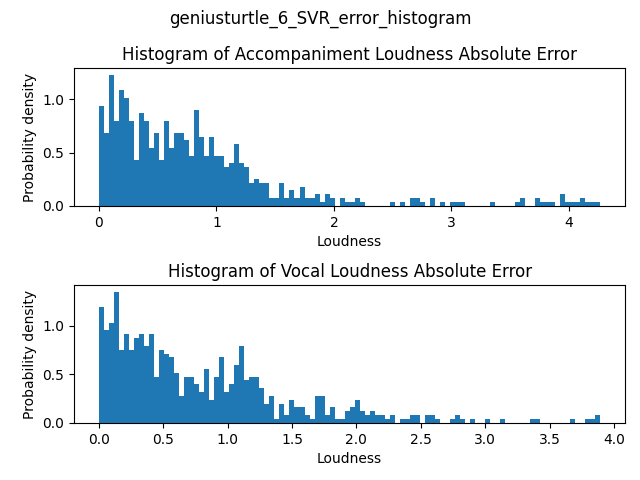 geniusturtle_6_SVR_error_histogram
Histogram of Accompaniment Loudness Absolute Error
Probability density
1.0
0.5
0.0
0 1 2 3 4
Loudness
Histogram of Vocal Loudness Absolute Error
Probability density
1.0
0.5
0.0
0.0 0.5 1.0 1.5 2.0 2.5 3.0 3.5 4.0
Loudness